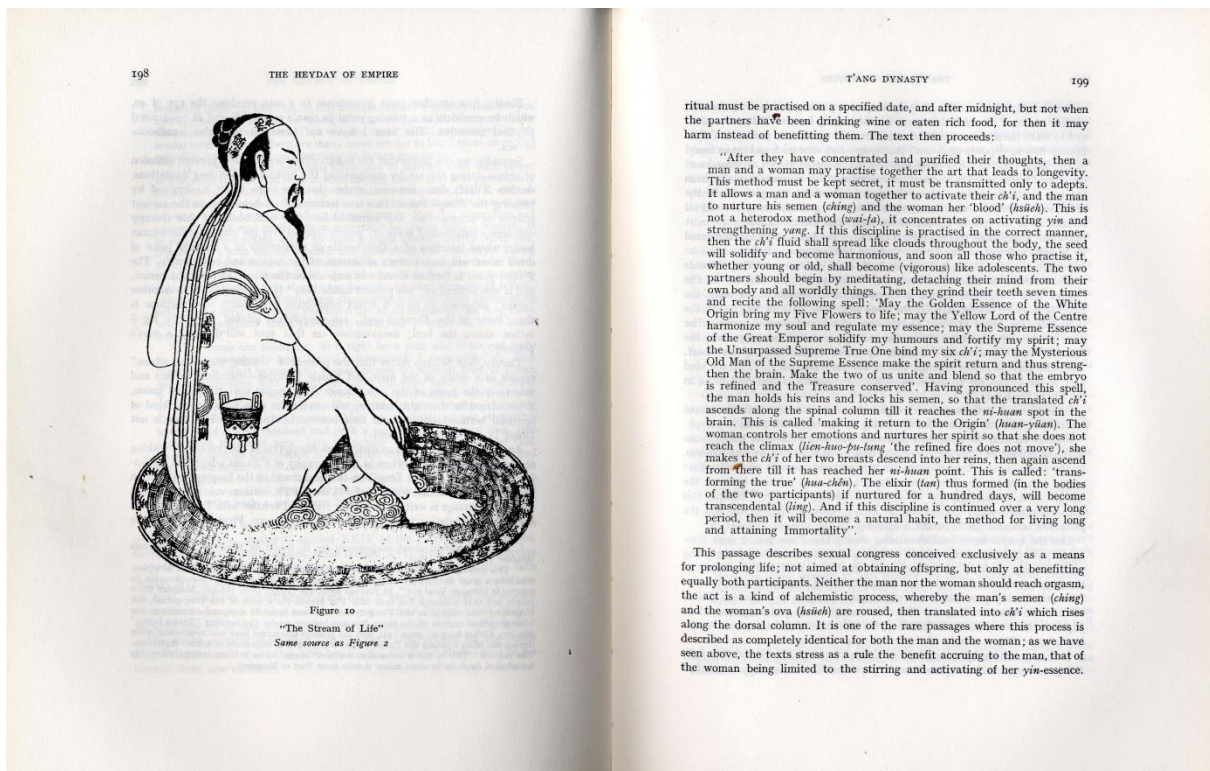 198
THE HEYDAY OF EMPIRE
Figure 10
"The Stream of Life"
Same source as Figure 2
T'ANG DYNASTY
199
ritual must be practised on a specified date, and after midnight, but not when
the partners have been drinking wine or eaten rich food, for then it may
harm instead of benefitting them. The text then proceeds:
"After they have concentrated and purified their thoughts, then a
man and a woman may practise together the art that leads to longevity.
This method must be kept secret, it must be transmitted only to adepts.
It allows a man and a woman together to activate their ch'i, and the man
to nurture his semen (ching) and the woman her 'blood' (hsüeh). This is
not a heterodox method (wai-fa), it concentrates on activating yin and
strengthening yang. If this discipline is practised in the correct manner,
then the ch'i fluid shall spread like clouds throughout the body, the seed
will solidify and become harmonious, and soon all those who practise it,
whether young or old, shall become (vigorous) like adolescents. The two
partners should begin by meditating, detaching their mind from their
own body and all worldly things. Then they grind their teeth seven times
and recite the following spell: 'May the Golden Essence of the White
Origin bring my Five Flowers to life; may the Yellow Lord of the Centre
harmonize my soul and regulate my essence; may the Supreme Essence
of the Great Emperor solidify my humours and fortify my spirit; may
the Unsurpassed Supreme True One bind my six ch'i; may the Mysterious
Old Man of the Supreme Essence make the spirit return and thus streng-
then the brain. Make the two of us unite and blend so that the embryo
is refined and the Treasure conserved'. Having pronounced this spell,
the man holds his reins and locks his semen, so that the translated ch'i
ascends along the spinal column till it reaches the ni-huan spot in the
brain. This is called 'making it return to the Origin' (huan-yüan). The
woman controls her emotions and nurtures her spirit so that she does not
reach the climax (lien-huo-pu-tung 'the refined fire does not move'), she
makes the ch'i of her two breasts descend into her reins, then again ascend
from there till it has reached her ni-huan point. This is called: 'trans-
forming the true' (hua-chên). The elixir (tan) thus formed (in the bodies
of the two participants) if nurtured for a hundred days, will become
transcendental (ling). And if this discipline is continued over a very long
period, then it will become a natural habit, the method for living long
and attaining Immortality".
This passage describes sexual congress conceived exclusively as a means
for prolonging life; not aimed at obtaining offspring, but only at benefitting
equally both participants. Neither the man nor the woman should reach orgasm,
the act is a kind of alchemistic process, whereby the man's semen (ching)
and the woman's ova (hsüeh) are roused, then translated into ch'i which rises
along the dorsal column. It is one of the rare passages where this process is
described as completely identical for both the man and the woman; as we have
seen above, the texts stress as a rule the benefit accruing to the man, that of
the woman being limited to the stirring and activating of her yin-essence.